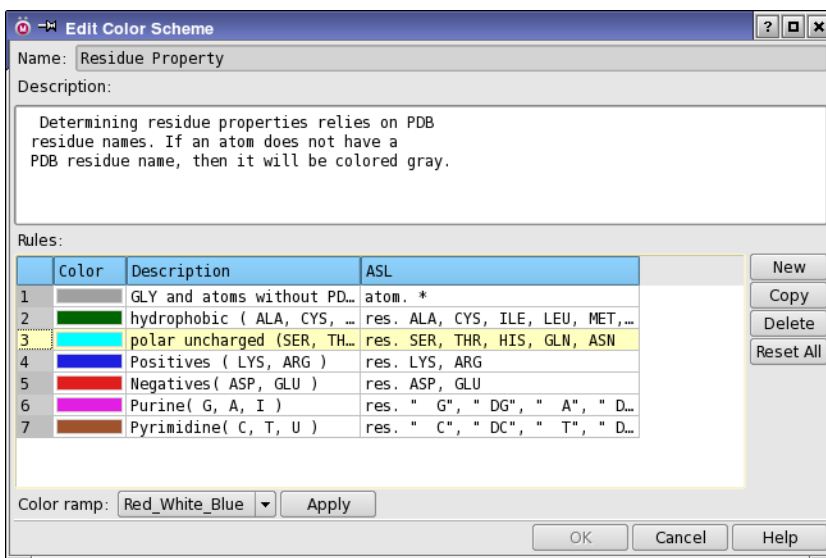 Edit Color Scheme ?
Name: Residue Property
Description:
Determining residue properties relies on PDB
residue names. If an atom does not have a
PDB residue name, then it will be colored gray.
Rules:
Color Description ASL
1 GLY and atoms without PD… atom. *
2 hydrophobic ( ALA, CYS, … res. ALA, CYS, ILE, LEU, MET,…
3 polar uncharged (SER, TH… res. SER, THR, HIS, GLN, ASN
4 Positives ( LYS, ARG ) res. LYS, ARG
5 Negatives( ASP, GLU ) res. ASP, GLU
6 Purine( G, A, I ) res. "  G", " DG", "  A", " D…
7 Pyrimidine( C, T, U ) res. "  C", " DC", "  T", " D…
New
Copy
Delete
Reset All
Color ramp: Red_White_Blue Apply
OK Cancel Help